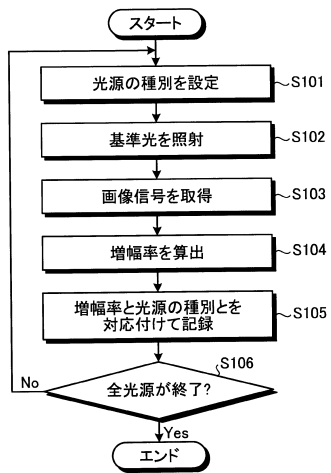 スタート
光源の種別を設定
S101
基準光を照射
S102
画像信号を取得
S103
増幅率を算出
S104
増幅率と光源の種別とを
対応付けて記録
S105
S106
全光源が終了?
No
Yes
エンド